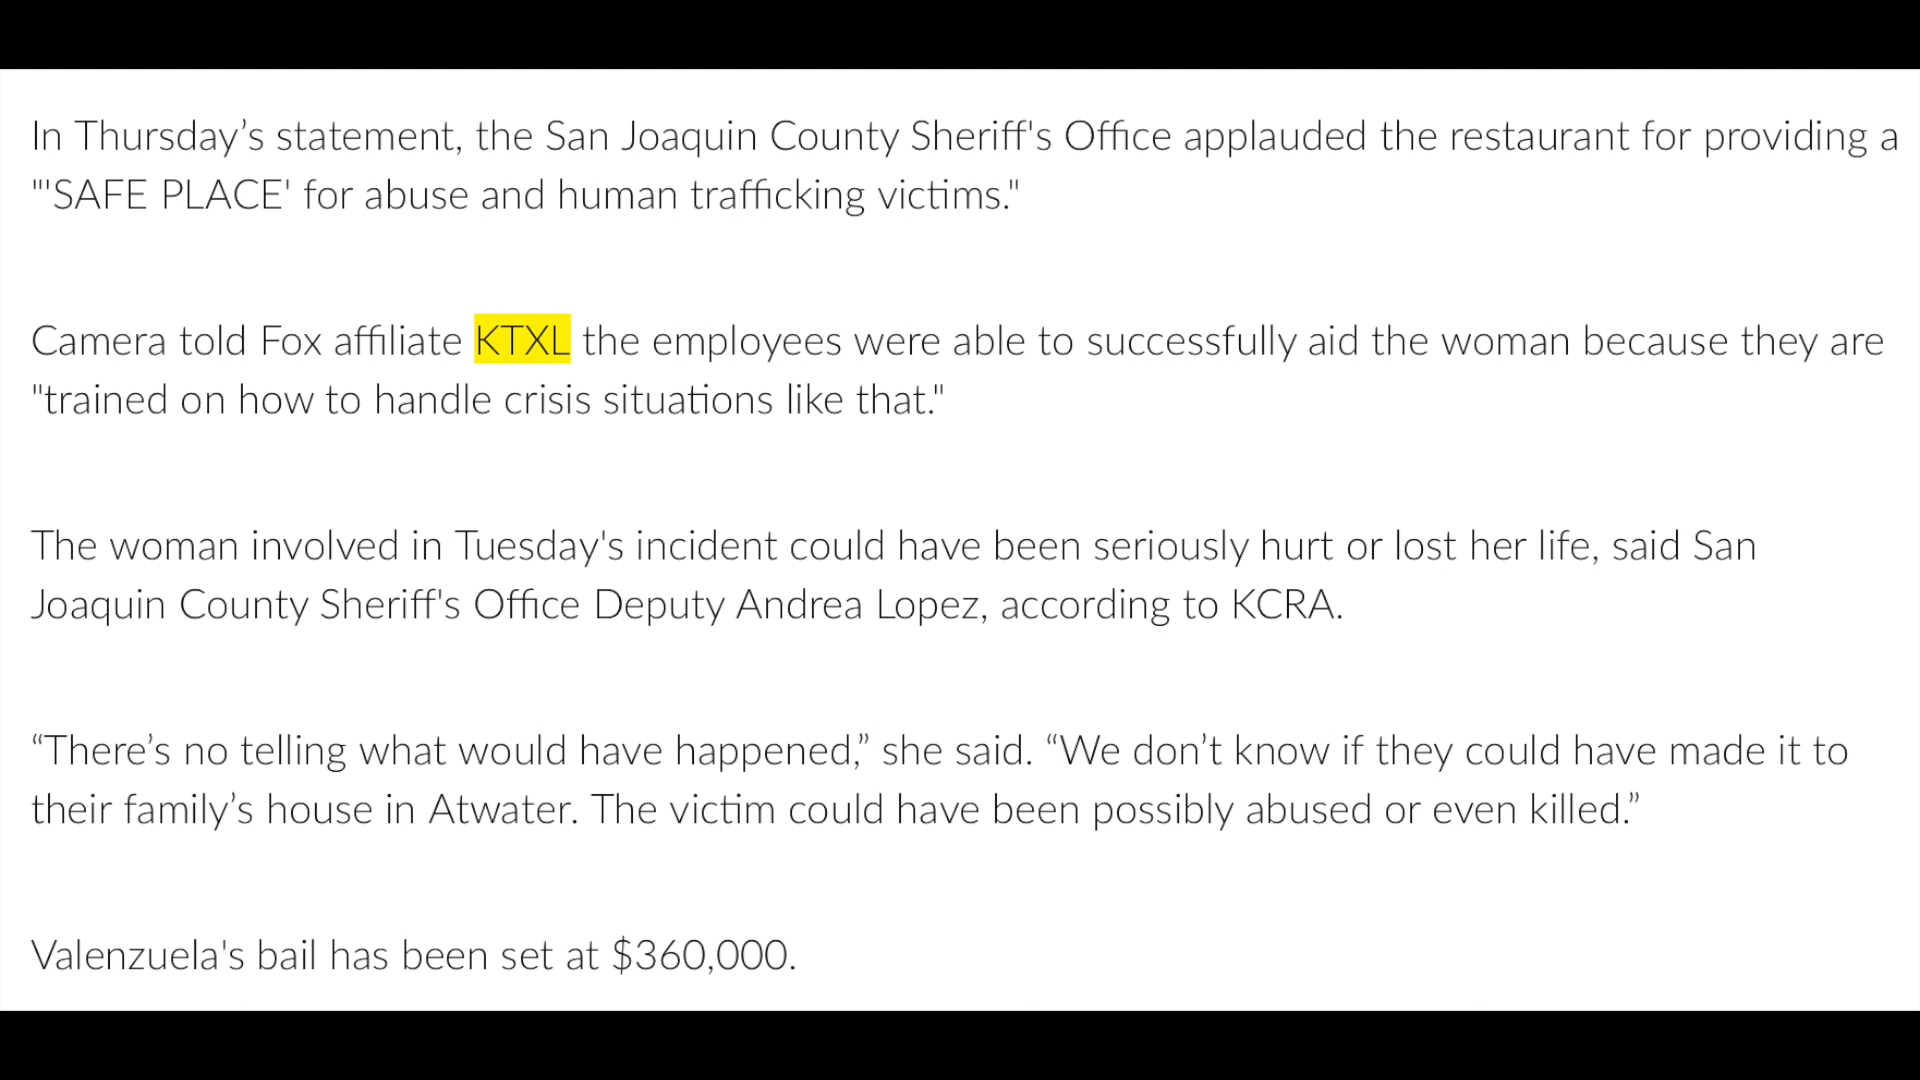 In Thursday’s statement, the San Joaquin County Sheriff's Office applauded the restaurant for providing a
"'SAFE PLACE' for abuse and human trafficking victims."
Camera told Fox affiliate KTXL the employees were able to successfully aid the woman because they are
"trained on how to handle crisis situations like that."
The woman involved in Tuesday's incident could have been seriously hurt or lost her life, said San
Joaquin County Sheriff's Office Deputy Andrea Lopez, according to KCRA.
“There’s no telling what would have happened,” she said. “We don’t know if they could have made it to
their family’s house in Atwater. The victim could have been possibly abused or even killed.”
Valenzuela's bail has been set at $360,000.